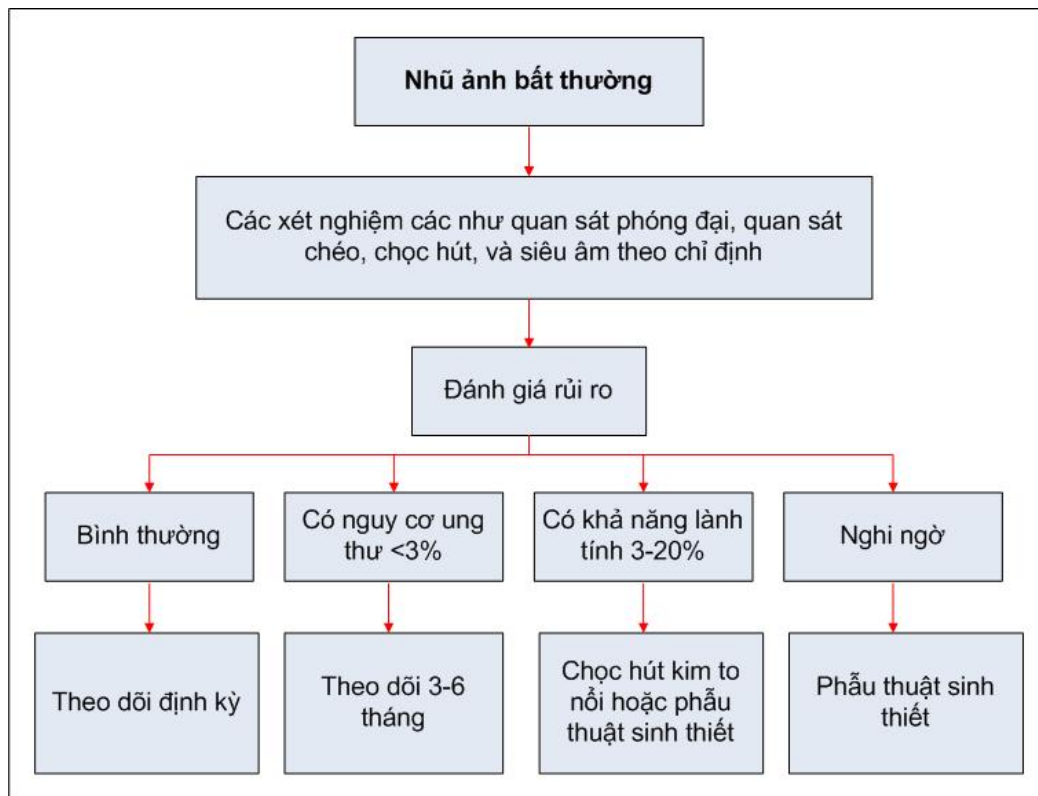 Nhũ ảnh bất thường
Các xét nghiệm các như quan sát phóng đại, quan sát
chéo, chọc hút, và siêu âm theo chỉ định
Đánh giá rủi ro
Bình thường
Có nguy cơ ung
thư <3%
Có khả năng lành
tính 3-20%
Nghi ngờ
Theo dõi định kỳ
Theo dõi 3-6
tháng
Chọc hút kim to
nổi hoặc phẫu
thuật sinh thiết
Phẫu thuật sinh
thiết